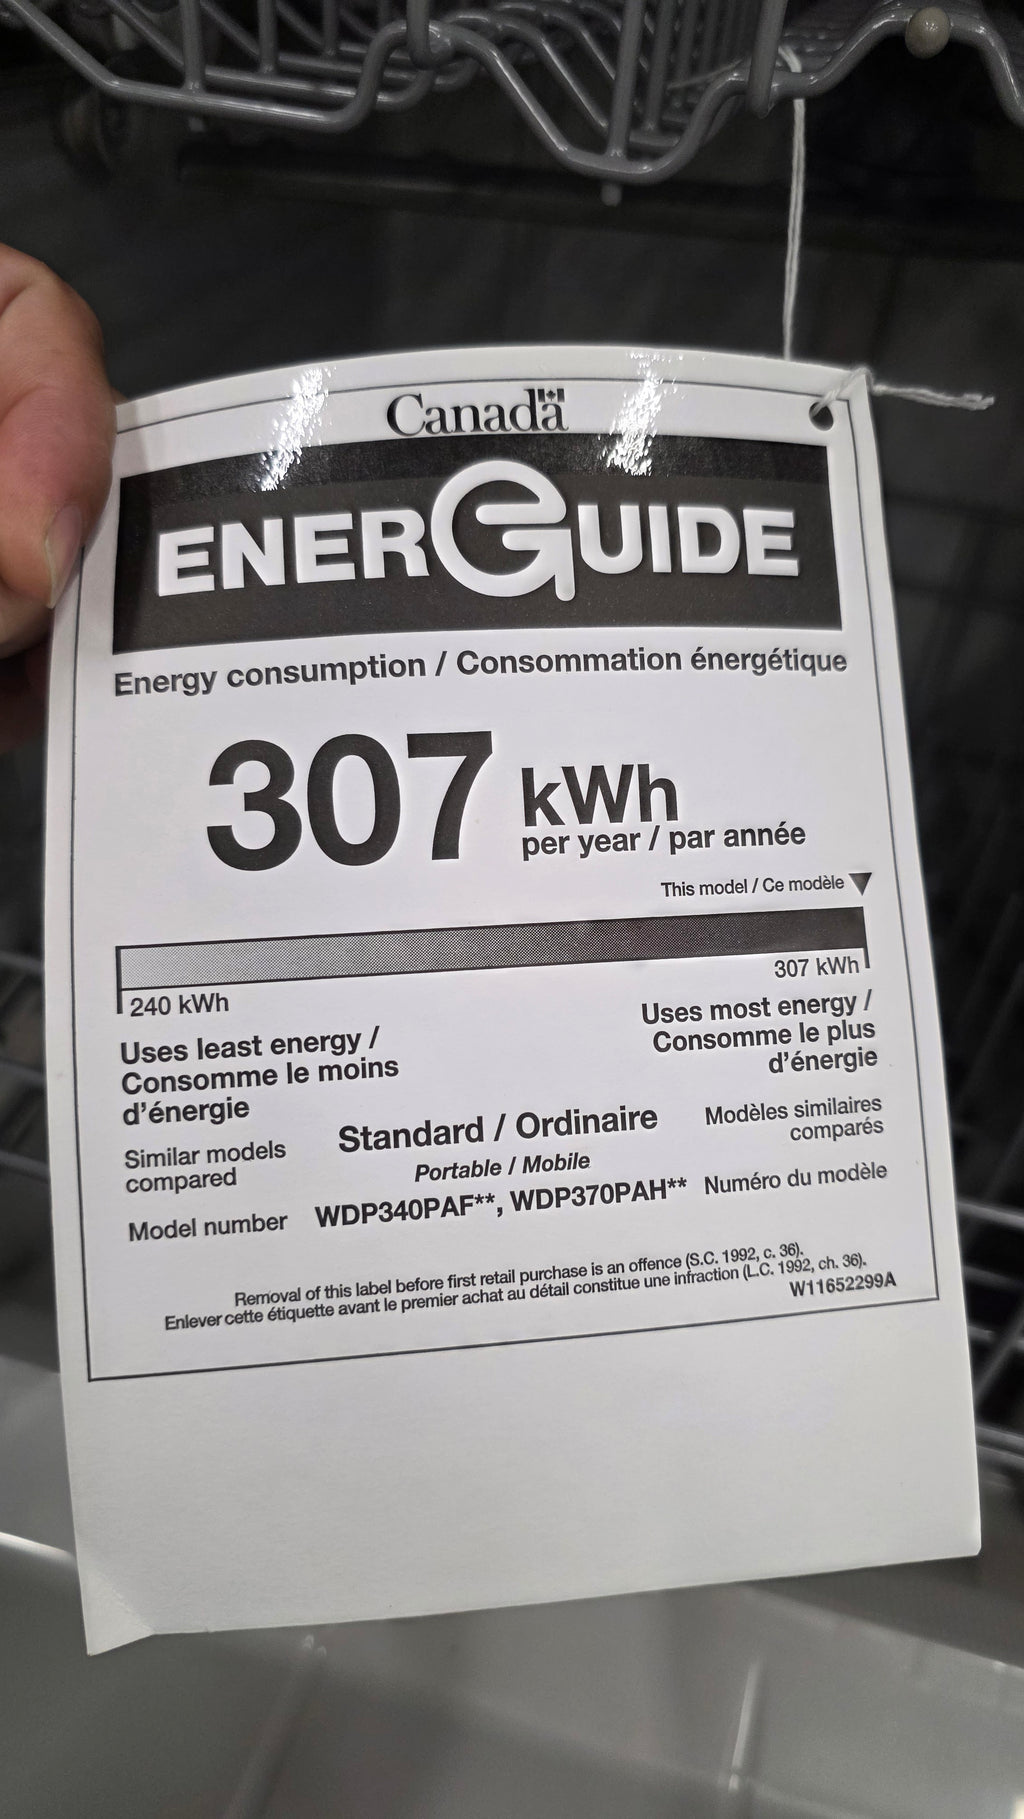 Canada
ENERGUIDE
Energy consumption / Consommation énergétique
307 kWh
per year / par année
This model / Ce modèle
240 kWh
307 kWh
Uses least energy /
Consomme le moins
d'énergie
Uses most energy /
Consomme le plus
d'énergie
Similar models
compared
Standard / Ordinaire
Portable / Mobile
Modèles similaires
comparés
Model number
WDP340PAF**, WDP370PAH**
Numéro du modèle
Removal of this label before first retail purchase is an offence (S.C. 1992, c. 36).
Enlever cette étiquette avant le premier achat au détail constitue une infraction (L.C. 1992, ch. 36).
W11652299A